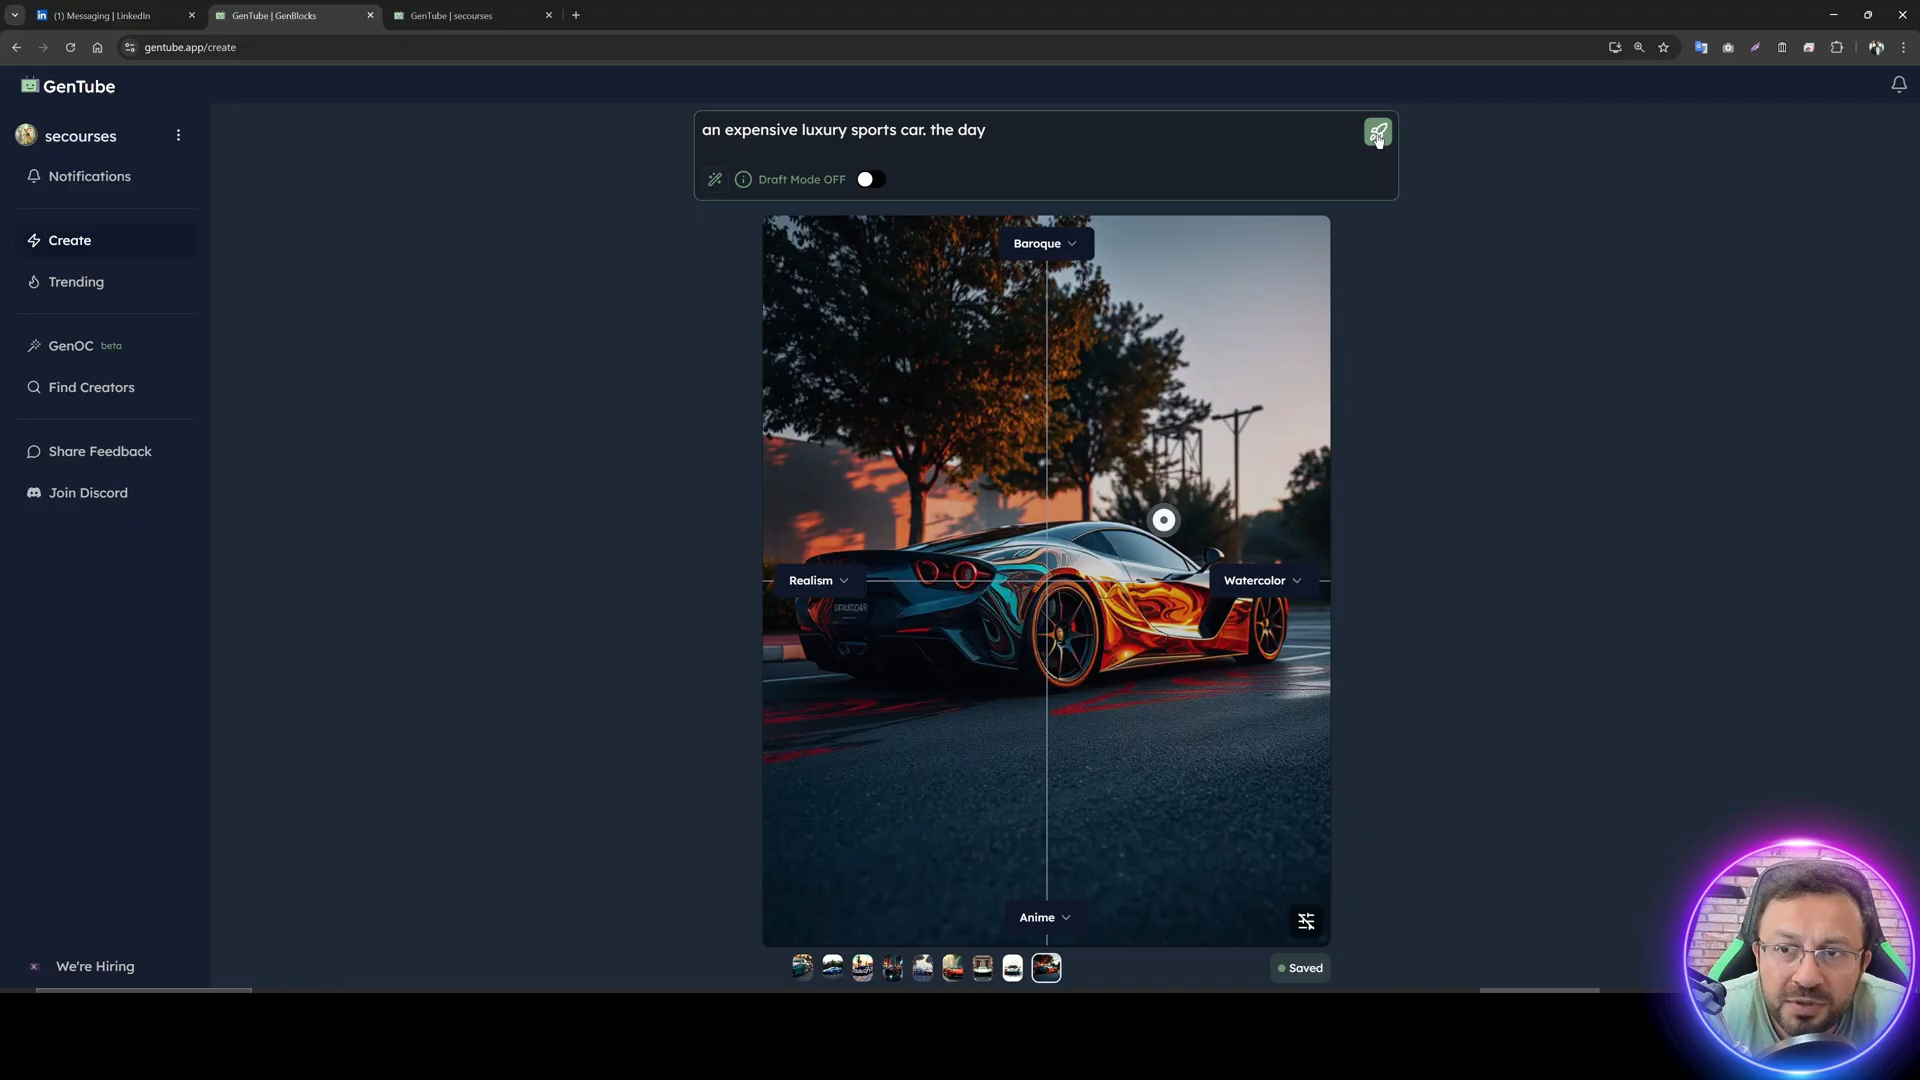 (1) Messaging | LinkedIn
GenTube | GenBlocks
GenTube | secourses
gentube.app/create
GenTube
secourses
Notifications
Create
Trending
GenOC beta
Find Creators
Share Feedback
Join Discord
We're Hiring
an expensive luxury sports car. the day
Draft Mode OFF
Baroque
Realism
Watercolor
Anime
Saved